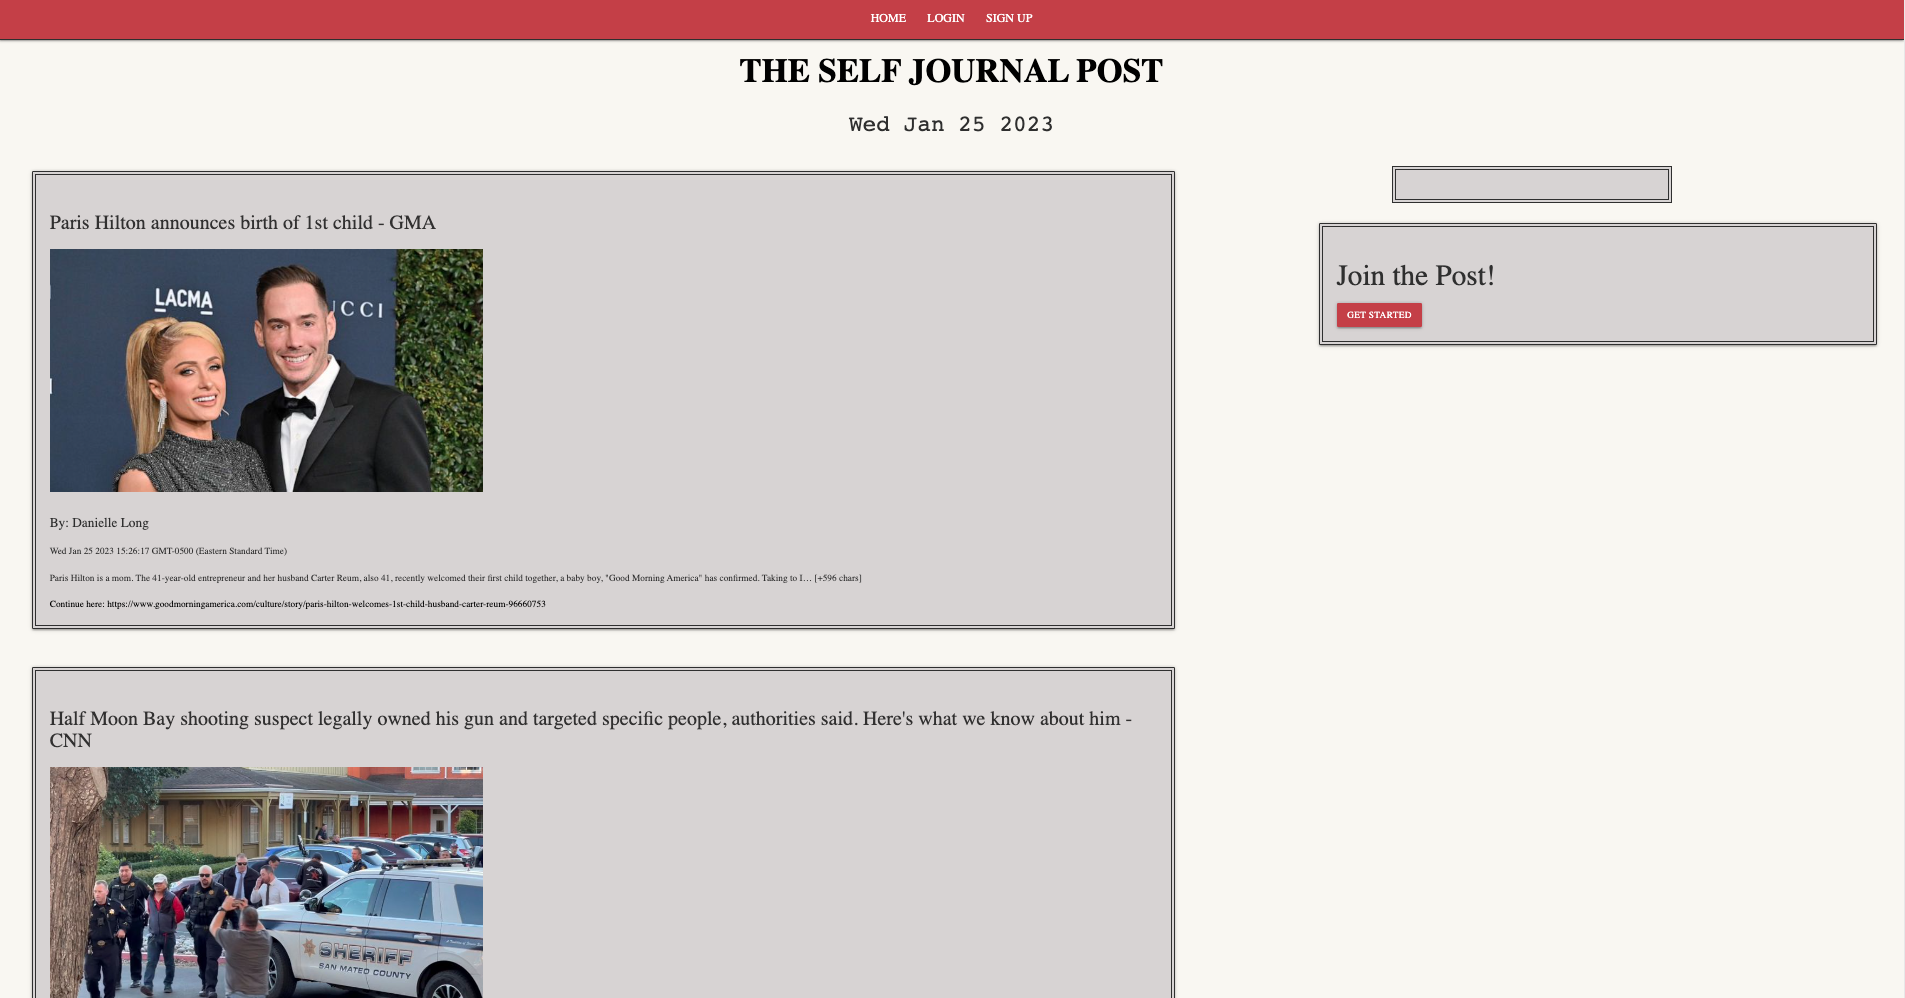 HOME LOGIN SIGN UP
THE SELF JOURNAL POST
Wed Jan 25 2023
Paris Hilton announces birth of 1st child - GMA
LACMA
UCCI
By: Danielle Long
Wed Jan 25 2023 15:26:17 GMT-0500 (Eastern Standard Time)
Paris Hilton is a mom. The 41-year-old entrepreneur and her husband Carter Reum, also 41, recently welcomed their first child together, a baby boy, "Good Morning America" has confirmed. Taking to I… [+596 chars]
Continue here: https://www.goodmorningamerica.com/culture/story/paris-hilton-welcomes-1st-child-husband-carter-reum-96660753
Half Moon Bay shooting suspect legally owned his gun and targeted specific people, authorities said. Here's what we know about him -
CNN
SHERIFF
SAN MATEO COUNTY
Join the Post!
GET STARTED